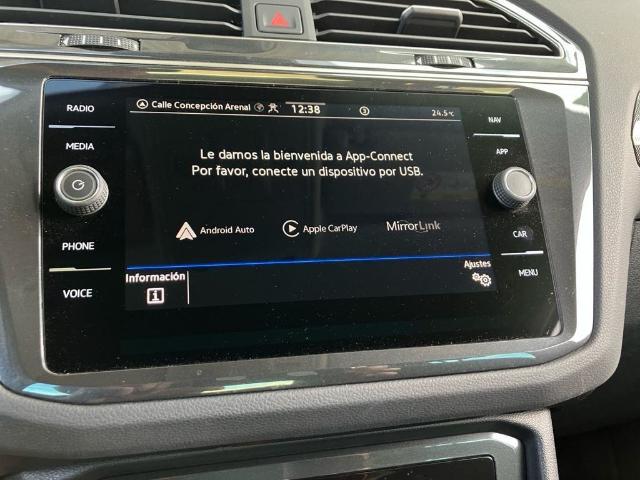 RADIO
MEDIA
PHONE
VOICE
Calle Concepción Arenal 12:38 3 24.5°C
Le damos la bienvenida a App-Connect
Por favor, conecte un dispositivo por USB.
Android Auto Apple CarPlay MirrorLink
Información
Ajustes
NAV
APP
CAR
MENU